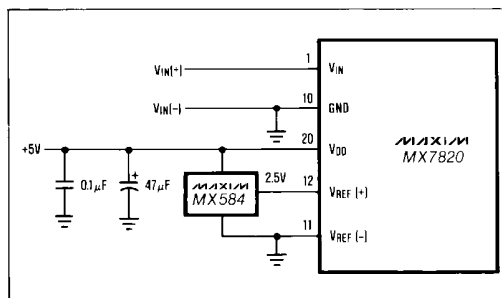 VIN(+)
1
VIN
MAXIM
MX7820
VIN(-)
10
GND
+5V
20
VDD
0.1µF
+
47µF
MAXIM
MX584
2.5V
12
VREF (+)
11
VREF (-)